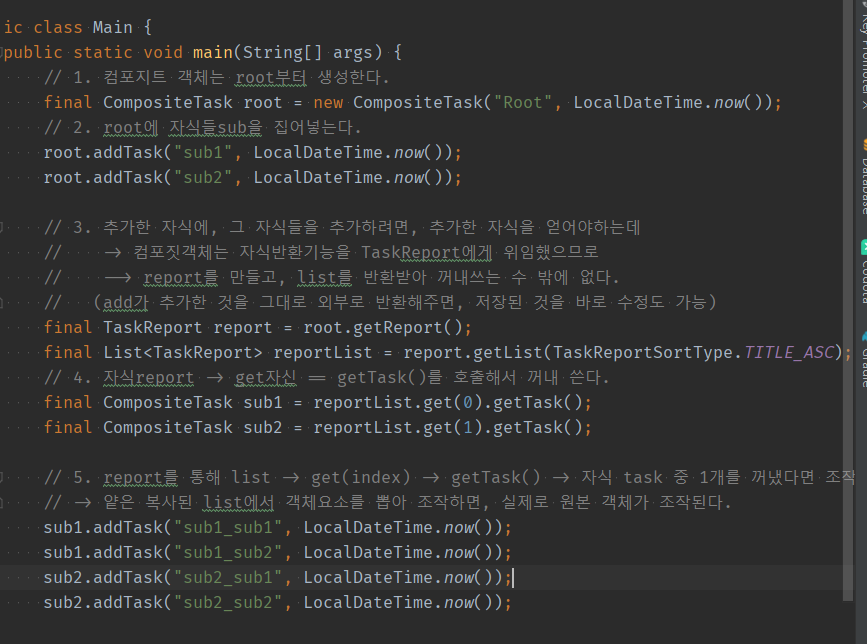 ic class Main {
public static void main(String[] args) {
// 1. 컴포지트 객체는 root부터 생성한다.
final CompositeTask root = new CompositeTask("Root", LocalDateTime.now());
// 2. root에 자식들sub을 집어넣는다.
root.addTask("sub1", LocalDateTime.now());
root.addTask("sub2", LocalDateTime.now());
// 3. 추가한 자식에, 그 자식들을 추가하려면, 추가한 자식을 얻어야하는데
// -> 컴포짓객체는 자식반환기능을 TaskReport에게 위임했으므로
// --> report를 만들고, list를 반환받아 꺼내쓰는 수 밖에 없다.
// (add가 추가한 것을 그대로 외부로 반환해주면, 저장된 것을 바로 수정도 가능)
final TaskReport report = root.getReport();
final List<TaskReport> reportList = report.getList(TaskReportSortType.TITLE_ASC);
// 4. 자식report -> get자신 == getTask()를 호출해서 꺼내 쓴다.
final CompositeTask sub1 = reportList.get(0).getTask();
final CompositeTask sub2 = reportList.get(1).getTask();
// 5. report를 통해 list -> get(index) -> getTask() -> 자식 task 중 1개를 꺼냈다면 조작
// -> 얕은 복사된 list에서 객체요소를 뽑아 조작하면, 실제로 원본 객체가 조작된다.
sub1.addTask("sub1_sub1", LocalDateTime.now());
sub1.addTask("sub1_sub2", LocalDateTime.now());
sub2.addTask("sub2_sub1", LocalDateTime.now());
sub2.addTask("sub2_sub2", LocalDateTime.now());
Key Promoter X
Database
Gradle